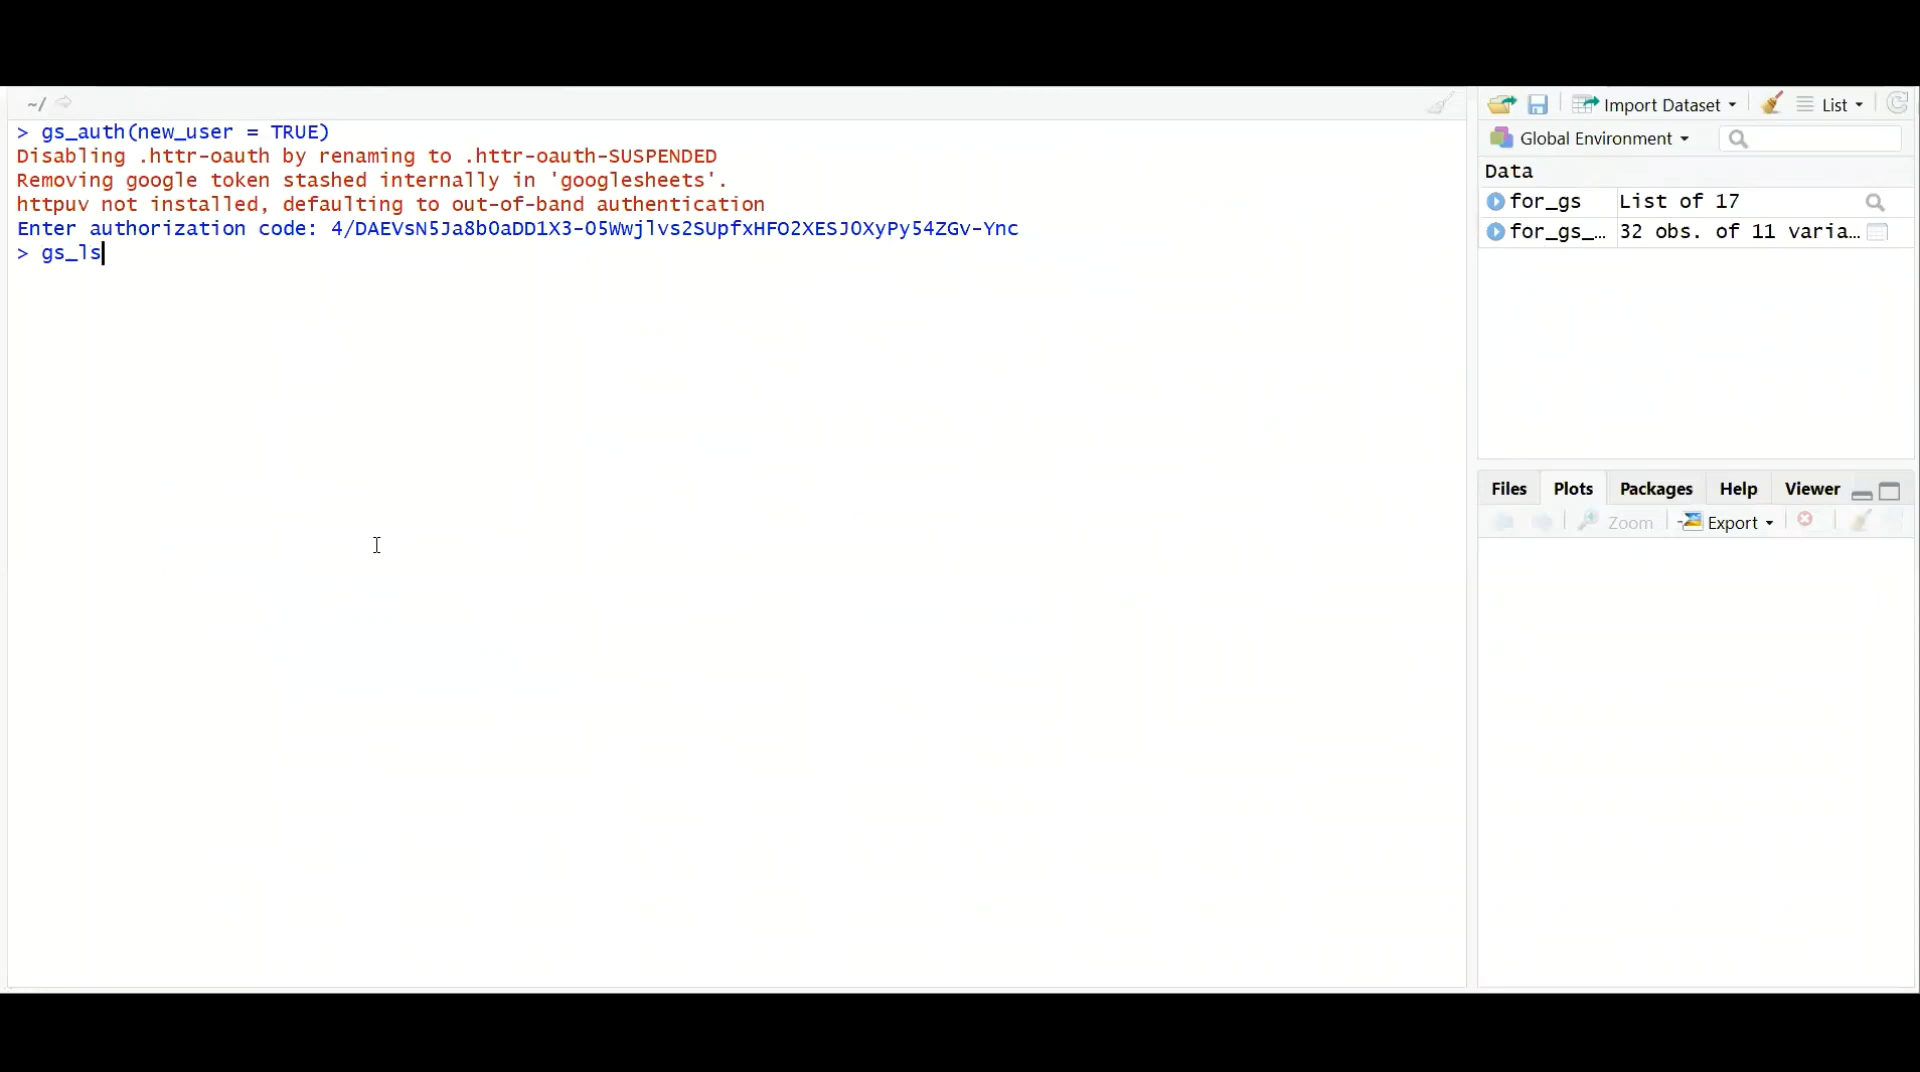 ~/
> gs_auth(new_user = TRUE)
Disabling .httr-oauth by renaming to .httr-oauth-SUSPENDED
Removing google token stashed internally in 'googlesheets'.
httpuv not installed, defaulting to out-of-band authentication
Enter authorization code: 4/DAEVsN5Ja8bOaDD1X3-O5Wwjlvs2SUpfxHFO2XESJOXyPy54ZGv-Ync
> gs_ls
Import Dataset
List
Global Environment
Data
for_gs List of 17
for_gs_… 32 obs. of 11 varia…
Files Plots Packages Help Viewer
Zoom Export